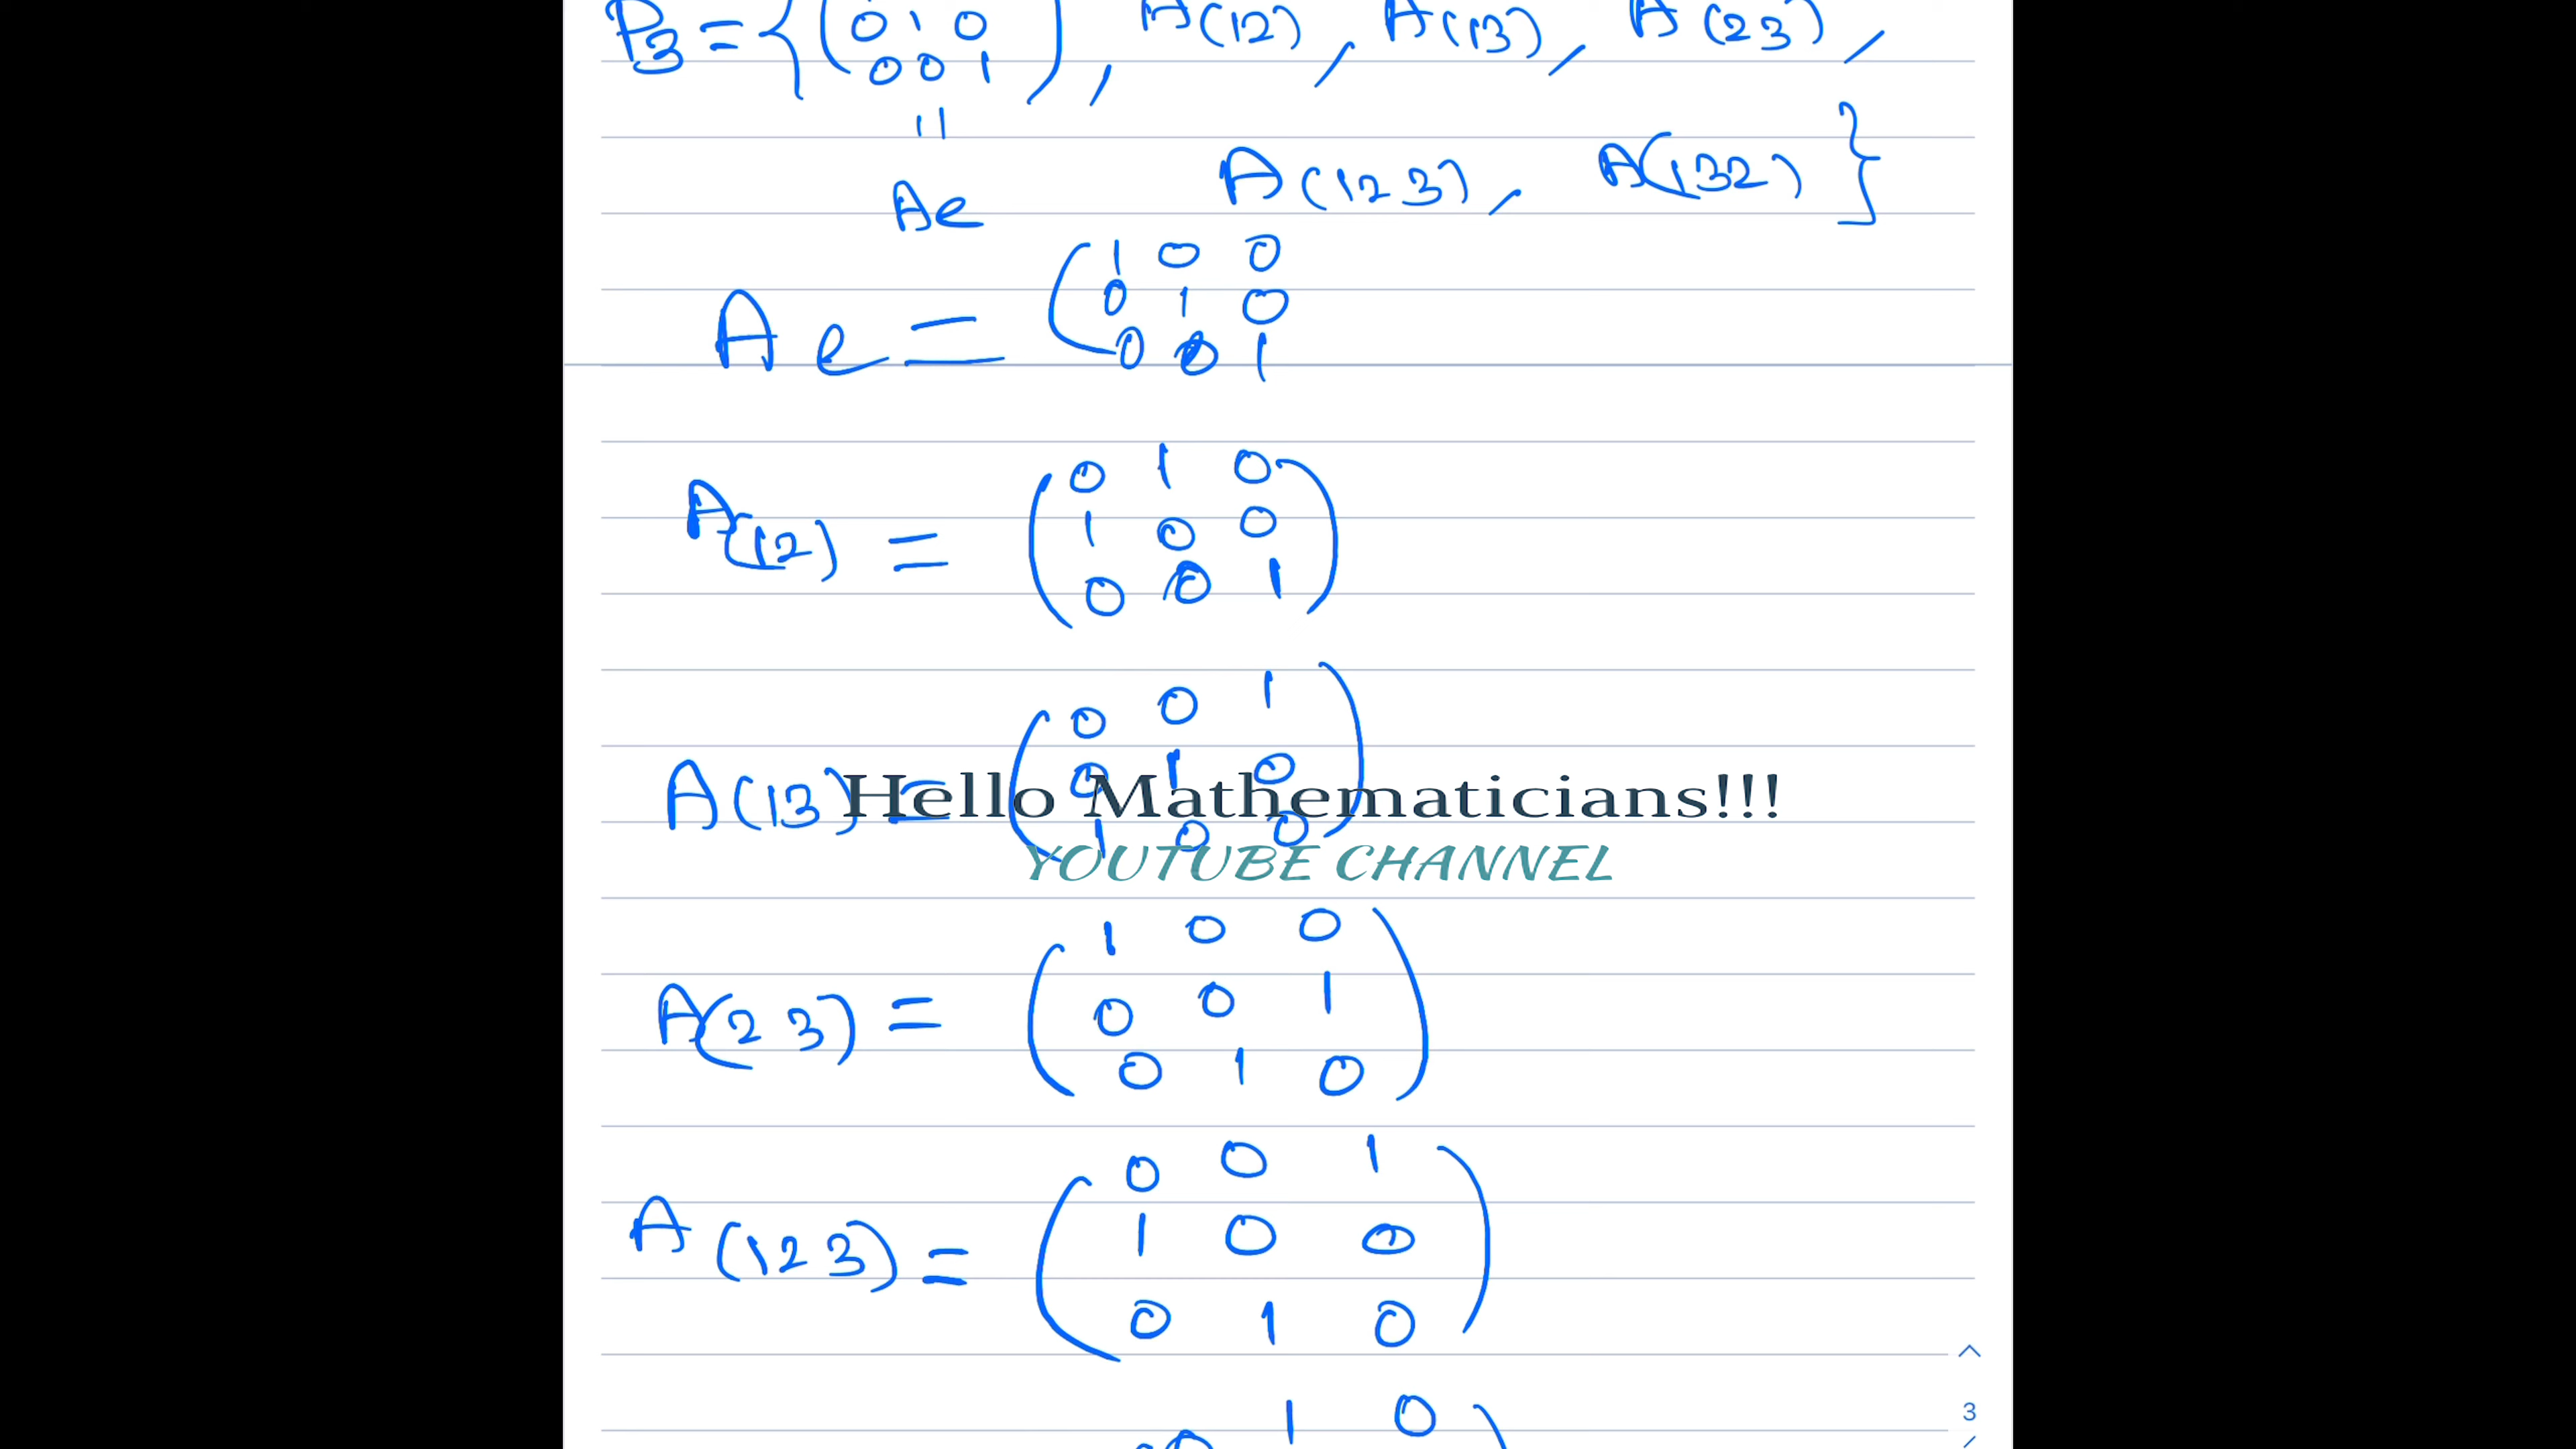 P3 = { ( 0 1 0 ) , A(12) , A(13) , A(23) ,
0 0 1
||
Ae A(123) , A(132) }
1 0 0
Ae = ( 0 1 0
0 0 1
0 1 0
A(12) = ( 1 0 0 )
0 0 1
0 0 1
A(13) = ( 0 1 0 )
Hello Mathematicians!!!
1 0 0
YOUTUBE CHANNEL
1 0 0
A(23) = ( 0 0 1 )
0 1 0
0 0 1
A(123) = ( 1 0 0 )
0 1 0
1 0 )
3